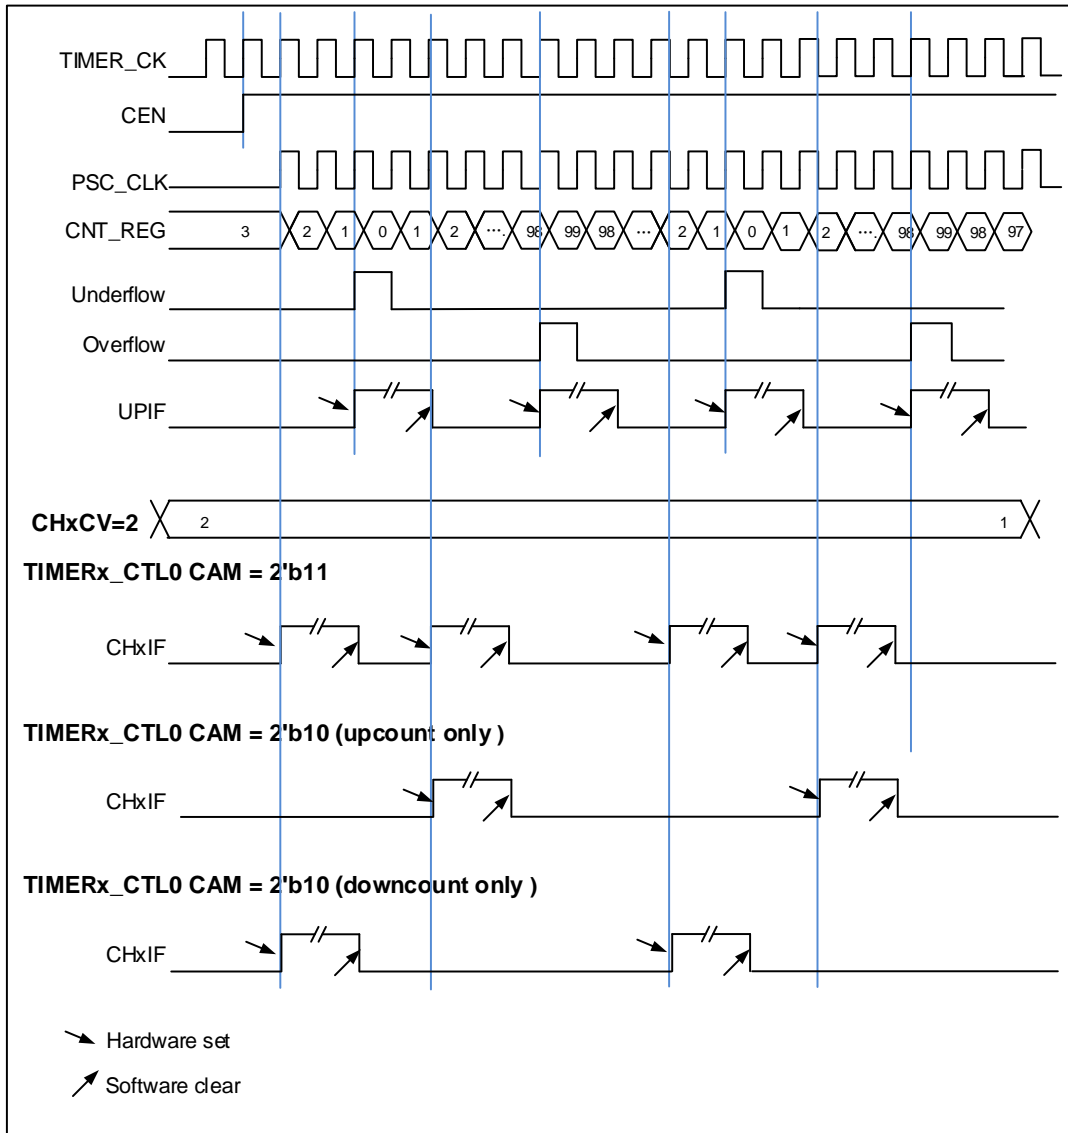 TIMER_CK
CEN
PSC_CLK
CNT_REG 3 2 1 0 1 2 .... 98 99 98 ... 2 1 0 1 2 .... 98 99 98 97
Underflow
Overflow
UPIF
CHxCV=2 2 1
TIMERx_CTL0 CAM = 2'b11
CHxIF
TIMERx_CTL0 CAM = 2'b10 (upcount only )
CHxIF
TIMERx_CTL0 CAM = 2'b10 (downcount only )
CHxIF
Hardware set
Software clear